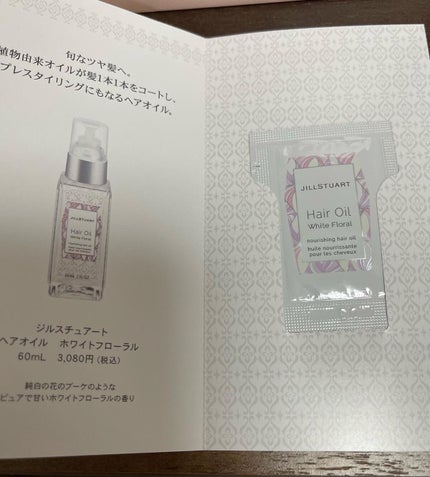 旬なツヤ髪へ。
植物由来オイルが髪1本1本をコートし、
プレスタイリングにもなるヘアオイル。
JILLSTUART
Hair Oil
White Floral
ジルスチュアート
ヘアオイル ホワイトフローラル
60mL 3,080円(税込)
純白の花のブーケのような
ピュアで甘いホワイトフローラルの香り
JILLSTUART
Hair Oil
White Floral
nourishing hair oil
huile nourrissante
pour les cheveux